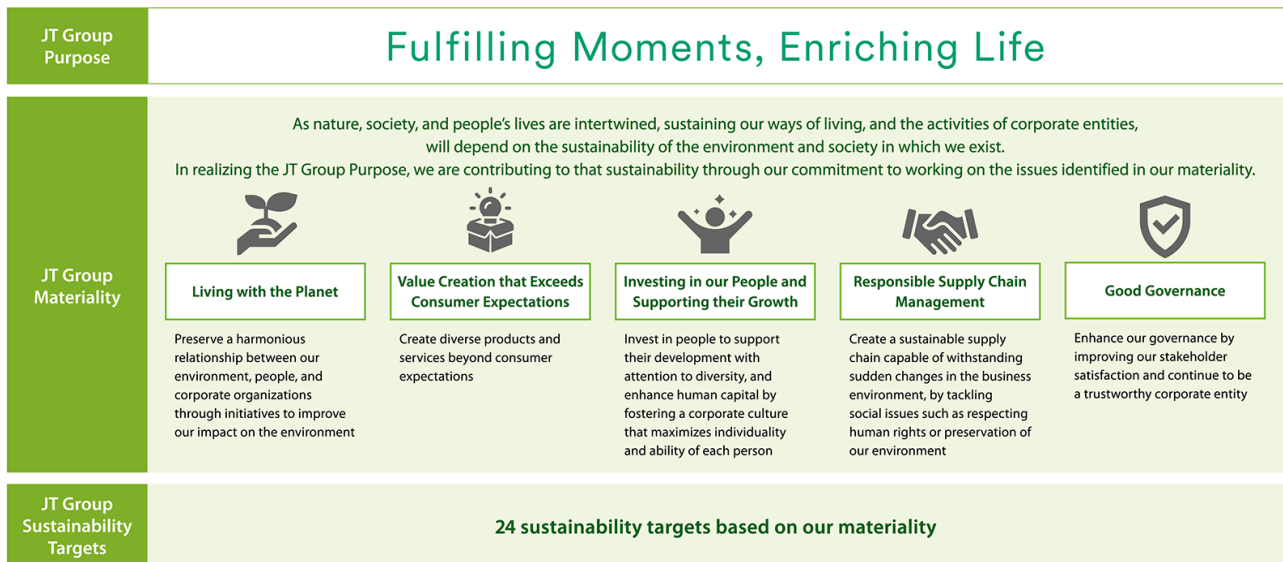 JT Group
Purpose
Fulfilling Moments, Enriching Life
JT Group
Materiality
As nature, society, and people’s lives are intertwined, sustaining our ways of living, and the activities of corporate entities,
will depend on the sustainability of the environment and society in which we exist.
In realizing the JT Group Purpose, we are contributing to that sustainability through our commitment to working on the issues identified in our materiality.
Living with the Planet
Preserve a harmonious
relationship between our
environment, people, and
corporate organizations
through initiatives to improve
our impact on the environment
Value Creation that Exceeds
Consumer Expectations
Create diverse products and
services beyond consumer
expectations
Investing in our People and
Supporting their Growth
Invest in people to support
their development with
attention to diversity, and
enhance human capital by
fostering a corporate culture
that maximizes individuality
and ability of each person
Responsible Supply Chain
Management
Create a sustainable supply
chain capable of withstanding
sudden changes in the business
environment, by tackling
social issues such as respecting
human rights or preservation of
our environment
Good Governance
Enhance our governance by
improving our stakeholder
satisfaction and continue to be
a trustworthy corporate entity
JT Group
Sustainability
Targets
24 sustainability targets based on our materiality